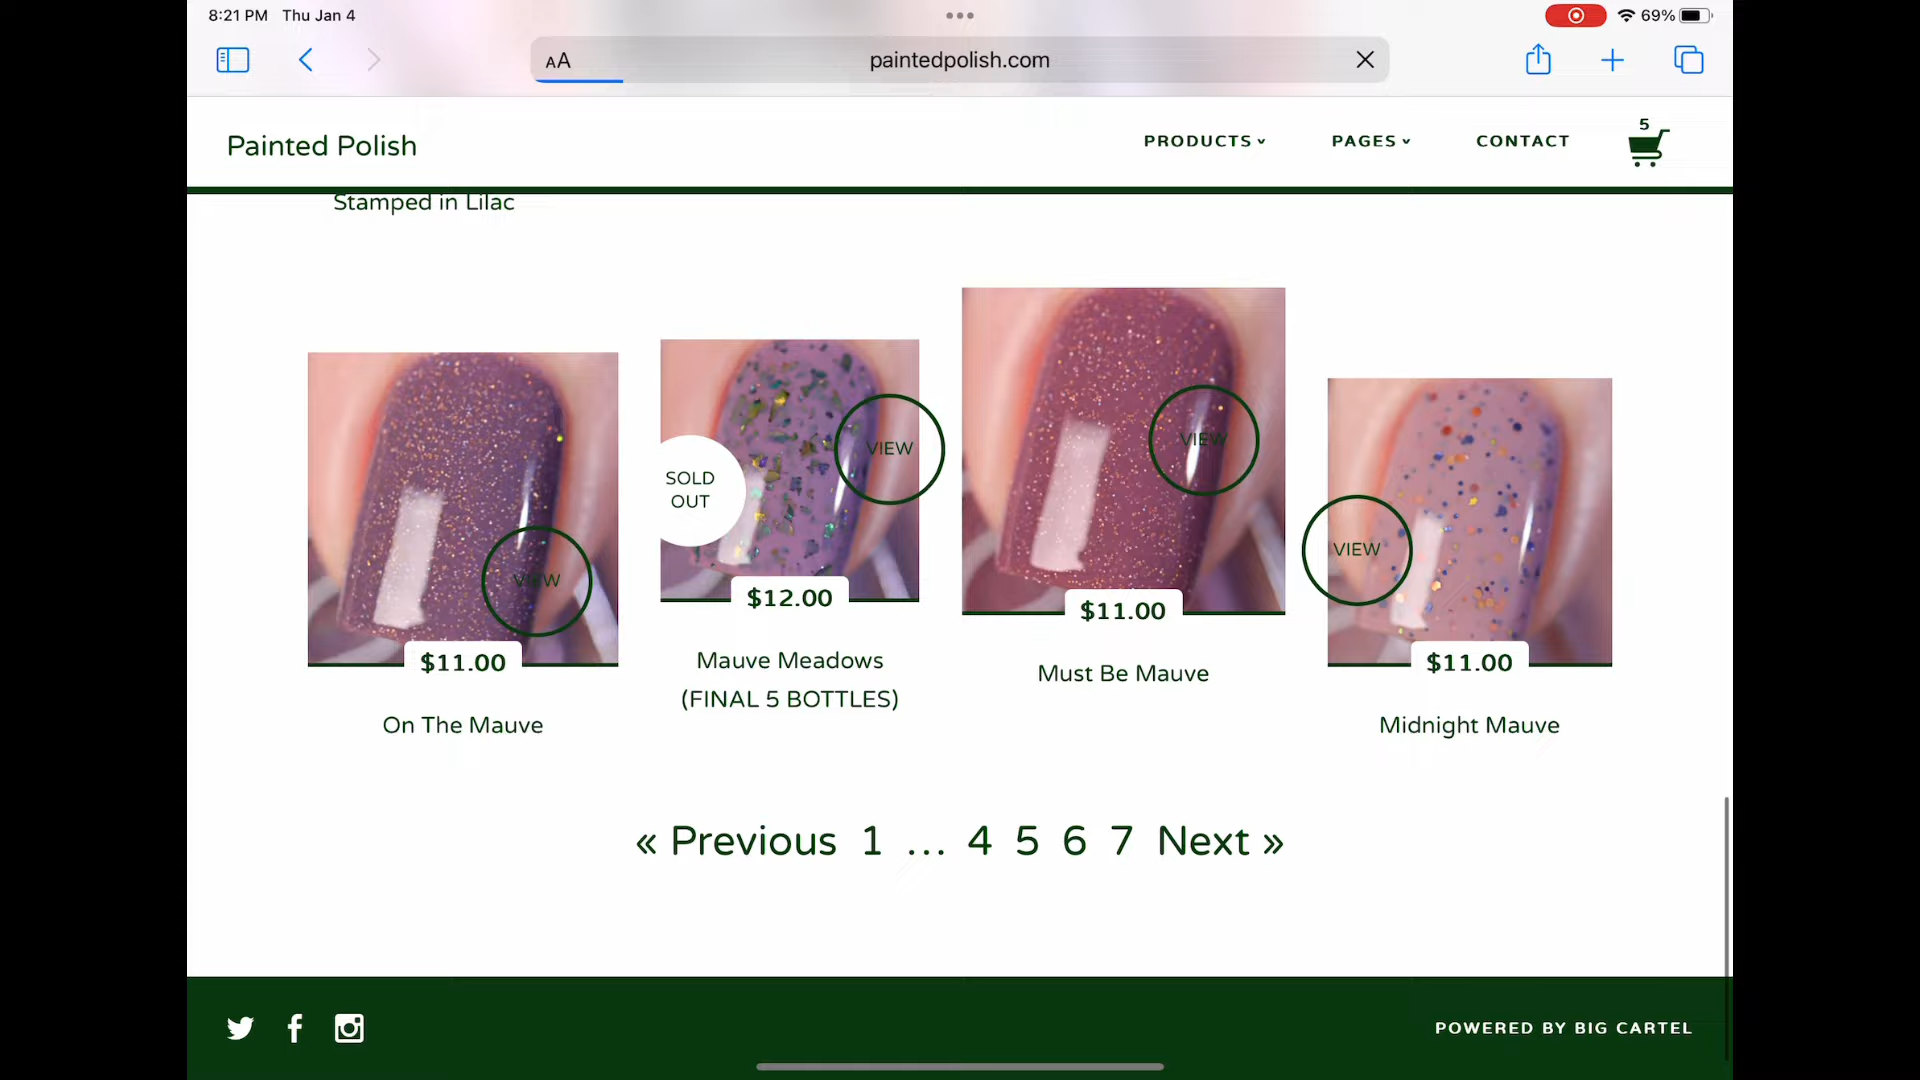 8:21 PM Thu Jan 4
69%
AA paintedpolish.com
Painted Polish
PRODUCTS PAGES CONTACT 5
Stamped in Lilac
VIEW
$11.00
On The Mauve
SOLD
OUT
VIEW
$12.00
Mauve Meadows
(FINAL 5 BOTTLES)
VIEW
$11.00
Must Be Mauve
VIEW
$11.00
Midnight Mauve
« Previous 1 … 4 5 6 7 Next »
POWERED BY BIG CARTEL